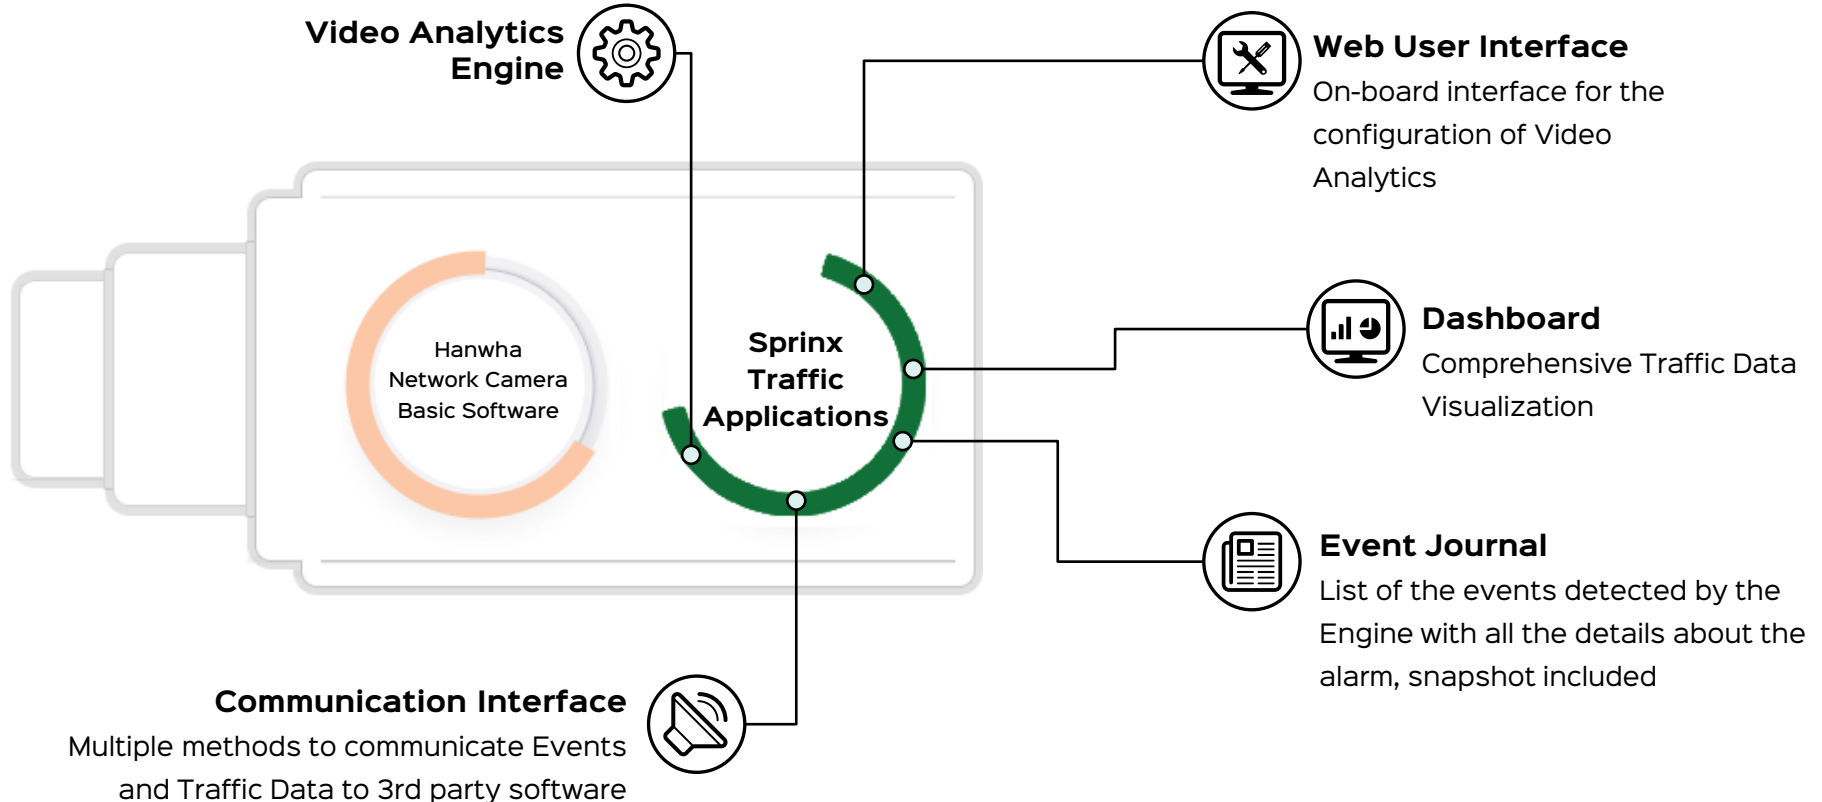 Video Analytics
Engine
Web User Interface
On-board interface for the
configuration of Video
Analytics
Hanwha
Network Camera
Basic Software
Sprinx
Traffic
Applications
Dashboard
Comprehensive Traffic Data
Visualization
Event Journal
List of the events detected by the
Engine with all the details about the
alarm, snapshot included
Communication Interface
Multiple methods to communicate Events
and Traffic Data to 3rd party software